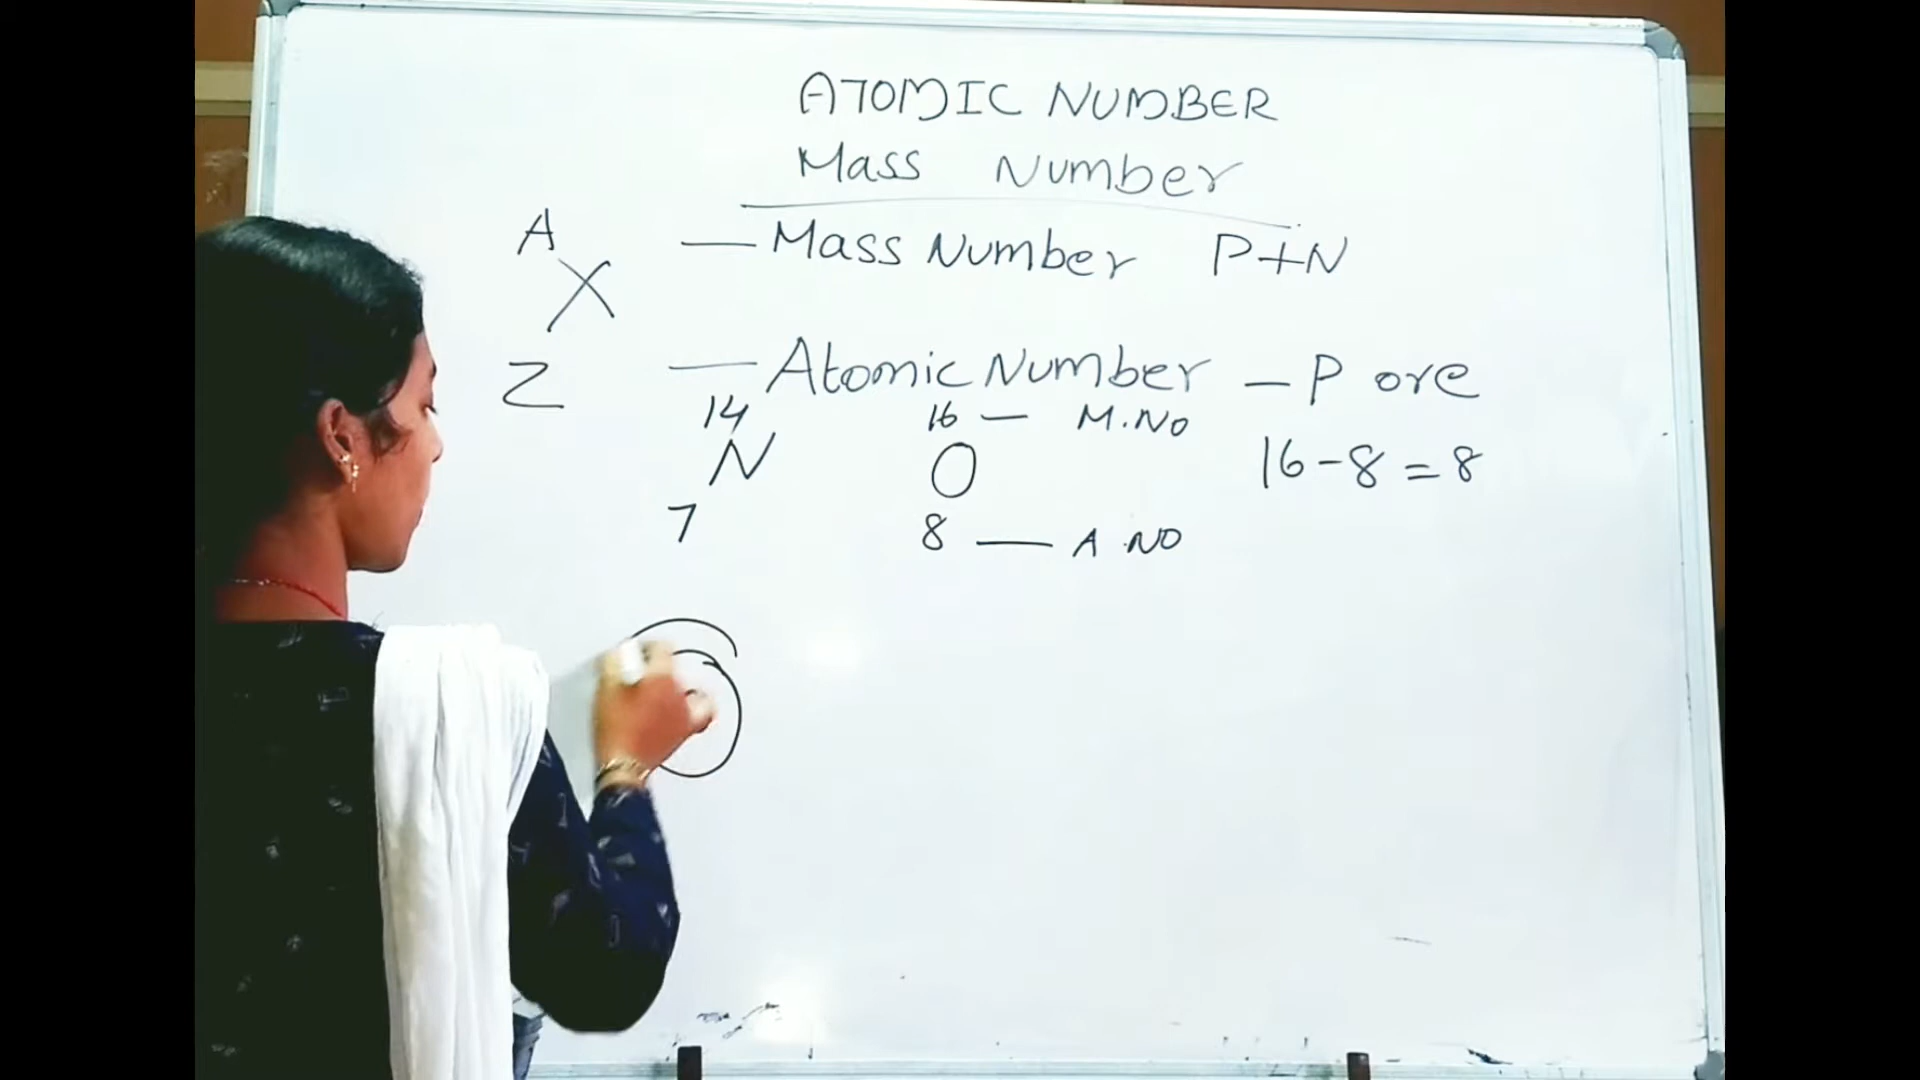 ATOMIC NUMBER
Mass Number
A — Mass Number P+N
X
Z — Atomic Number — P or e
14 16 — M.No
N O 16-8=8
7 8 — A.NO